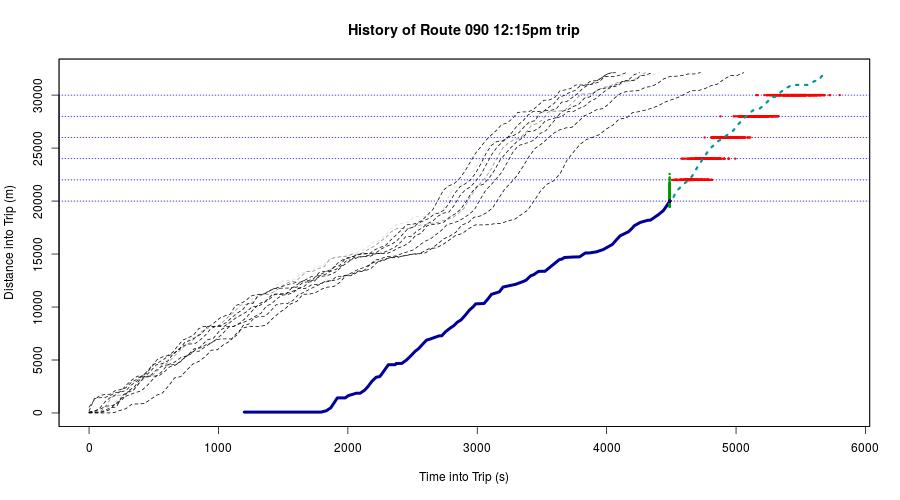 History of Route 090 12:15pm trip
Distance into Trip (m)
30000
25000
20000
15000
10000
5000
0
0 1000 2000 3000 4000 5000 6000
Time into Trip (s)